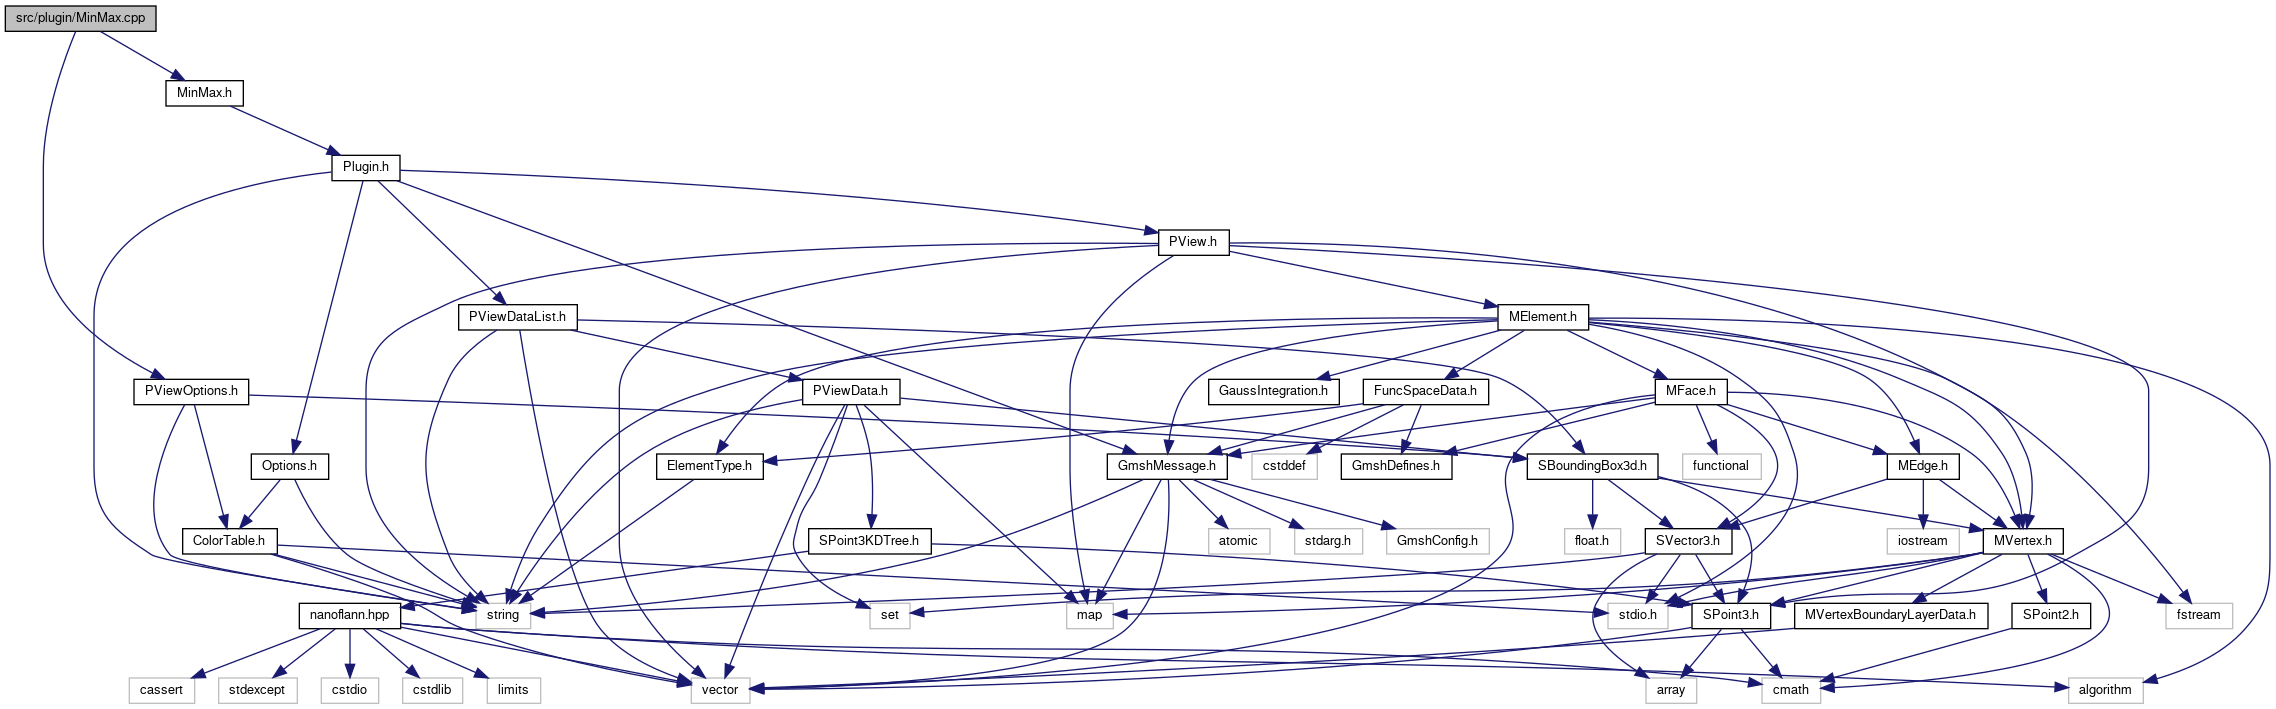 src/plugin/MinMax.cpp
MinMax.h
Plugin.h
PView.h
PViewDataList.h
MElement.h
PViewOptions.h
PViewData.h
GaussIntegration.h
FuncSpaceData.h
MFace.h
Options.h
ElementType.h
GmshMessage.h
cstddef
GmshDefines.h
SBoundingBox3d.h
functional
MEdge.h
ColorTable.h
SPoint3KDTree.h
atomic
stdarg.h
GmshConfig.h
float.h
SVector3.h
iostream
MVertex.h
nanoflann.hpp
string
set
map
stdio.h
SPoint3.h
MVertexBoundaryLayerData.h
SPoint2.h
fstream
cassert
stdexcept
cstdio
cstdlib
limits
vector
array
cmath
algorithm